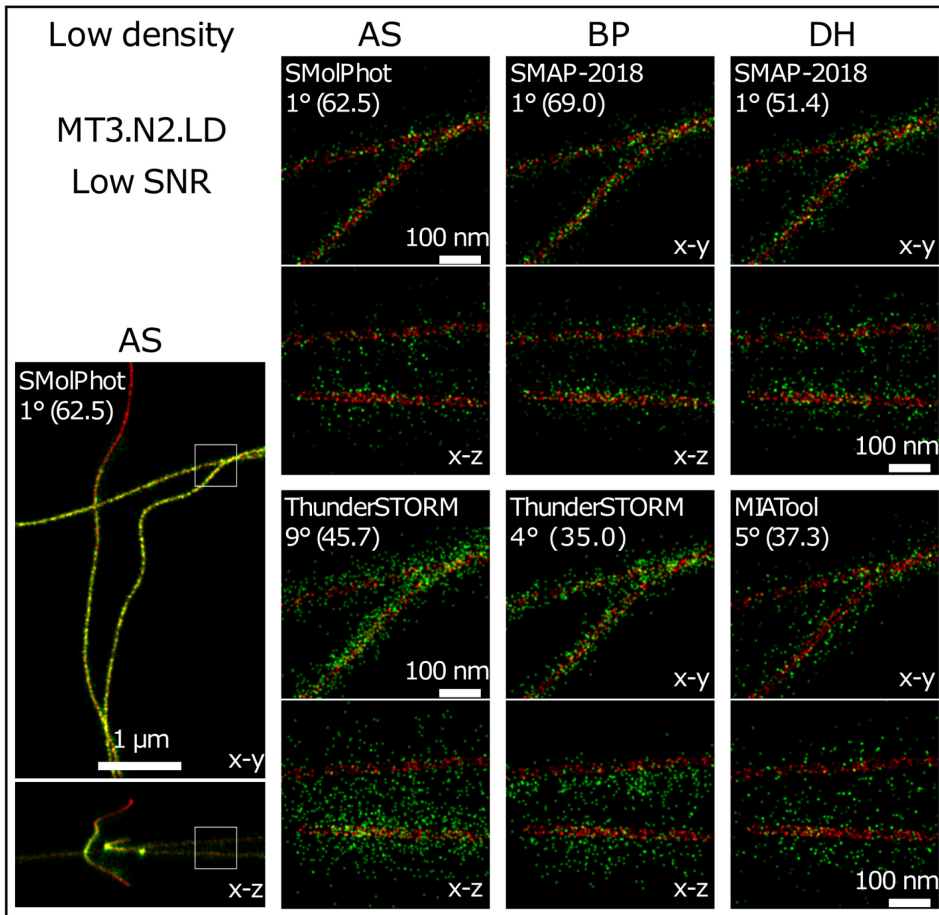 Low density
MT3.N2.LD
Low SNR
AS
SMolPhot
1° (62.5)
1 µm
x-y
x-z
AS
BP
DH
SMolPhot
1° (62.5)
100 nm
SMAP-2018
1° (69.0)
x-y
SMAP-2018
1° (51.4)
x-y
x-z
x-z
100 nm
x-z
ThunderSTORM
9° (45.7)
100 nm
ThunderSTORM
4° (35.0)
x-y
MIATool
5° (37.3)
x-y
x-z
x-z
100 nm